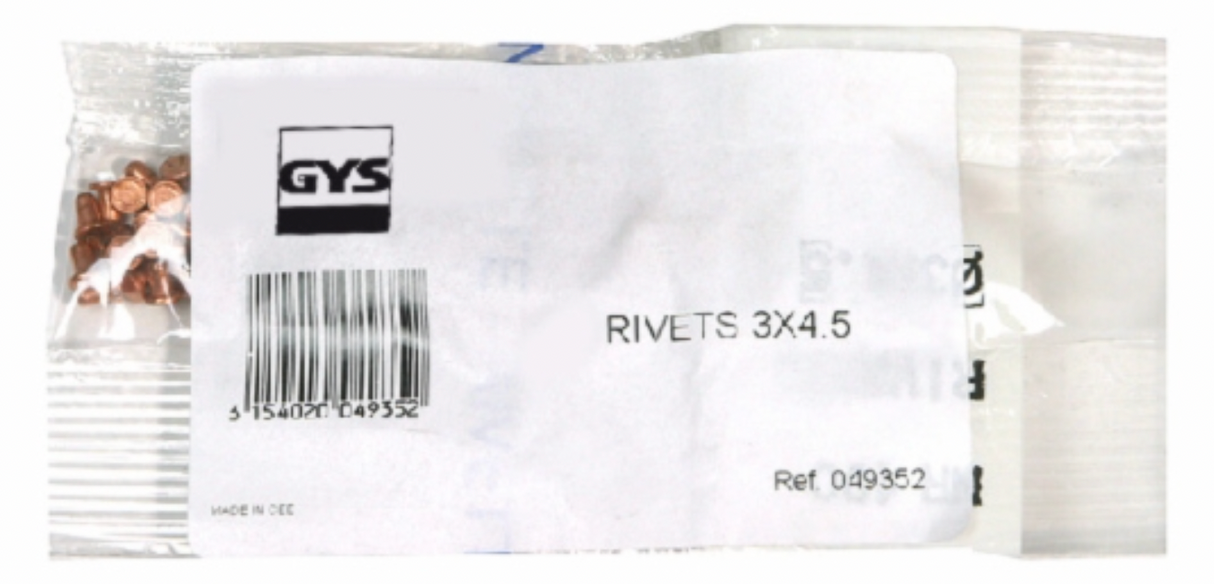 GYS
RIVETS 3X4.5
3 154020 049352
Ref. 049352
MADE IN CEE